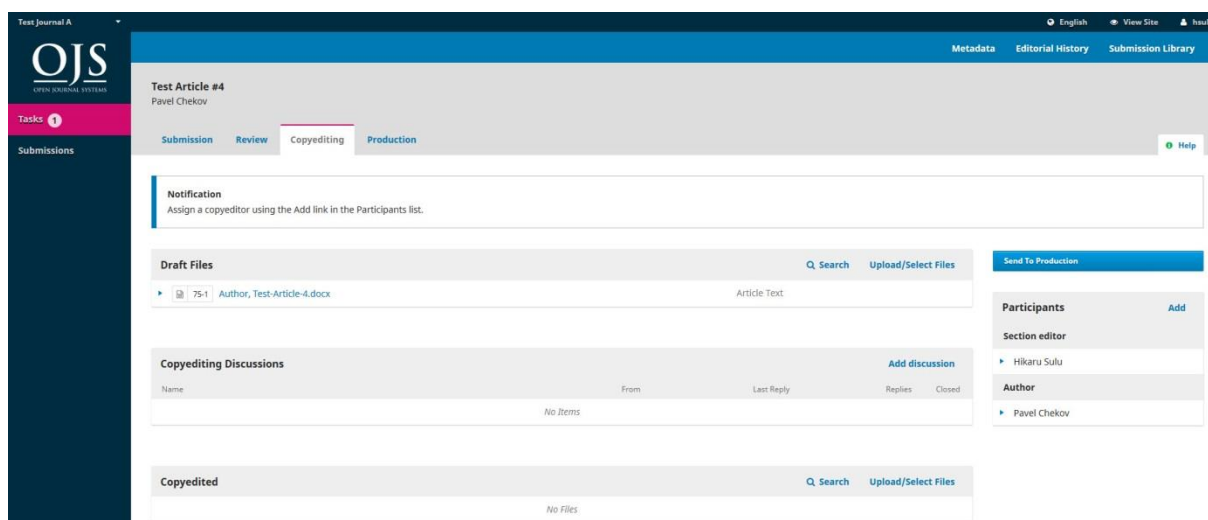 Test Journal A
English View Site hsul
OJS
OPEN JOURNAL SYSTEMS
Metadata Editorial History Submission Library
Tasks 1
Submissions
Test Article #4
Pavel Chekov
Submission Review Copyediting Production
Help
Notification
Assign a copyeditor using the Add link in the Participants list.
Draft Files Search Upload/Select Files
75-1 Author, Test-Article-4.docx Article Text
Copyediting Discussions Add discussion
Name From Last Reply Replies Closed
No Items
Copyedited Search Upload/Select Files
No Files
Send To Production
Participants Add
Section editor
Hikaru Sulu
Author
Pavel Chekov